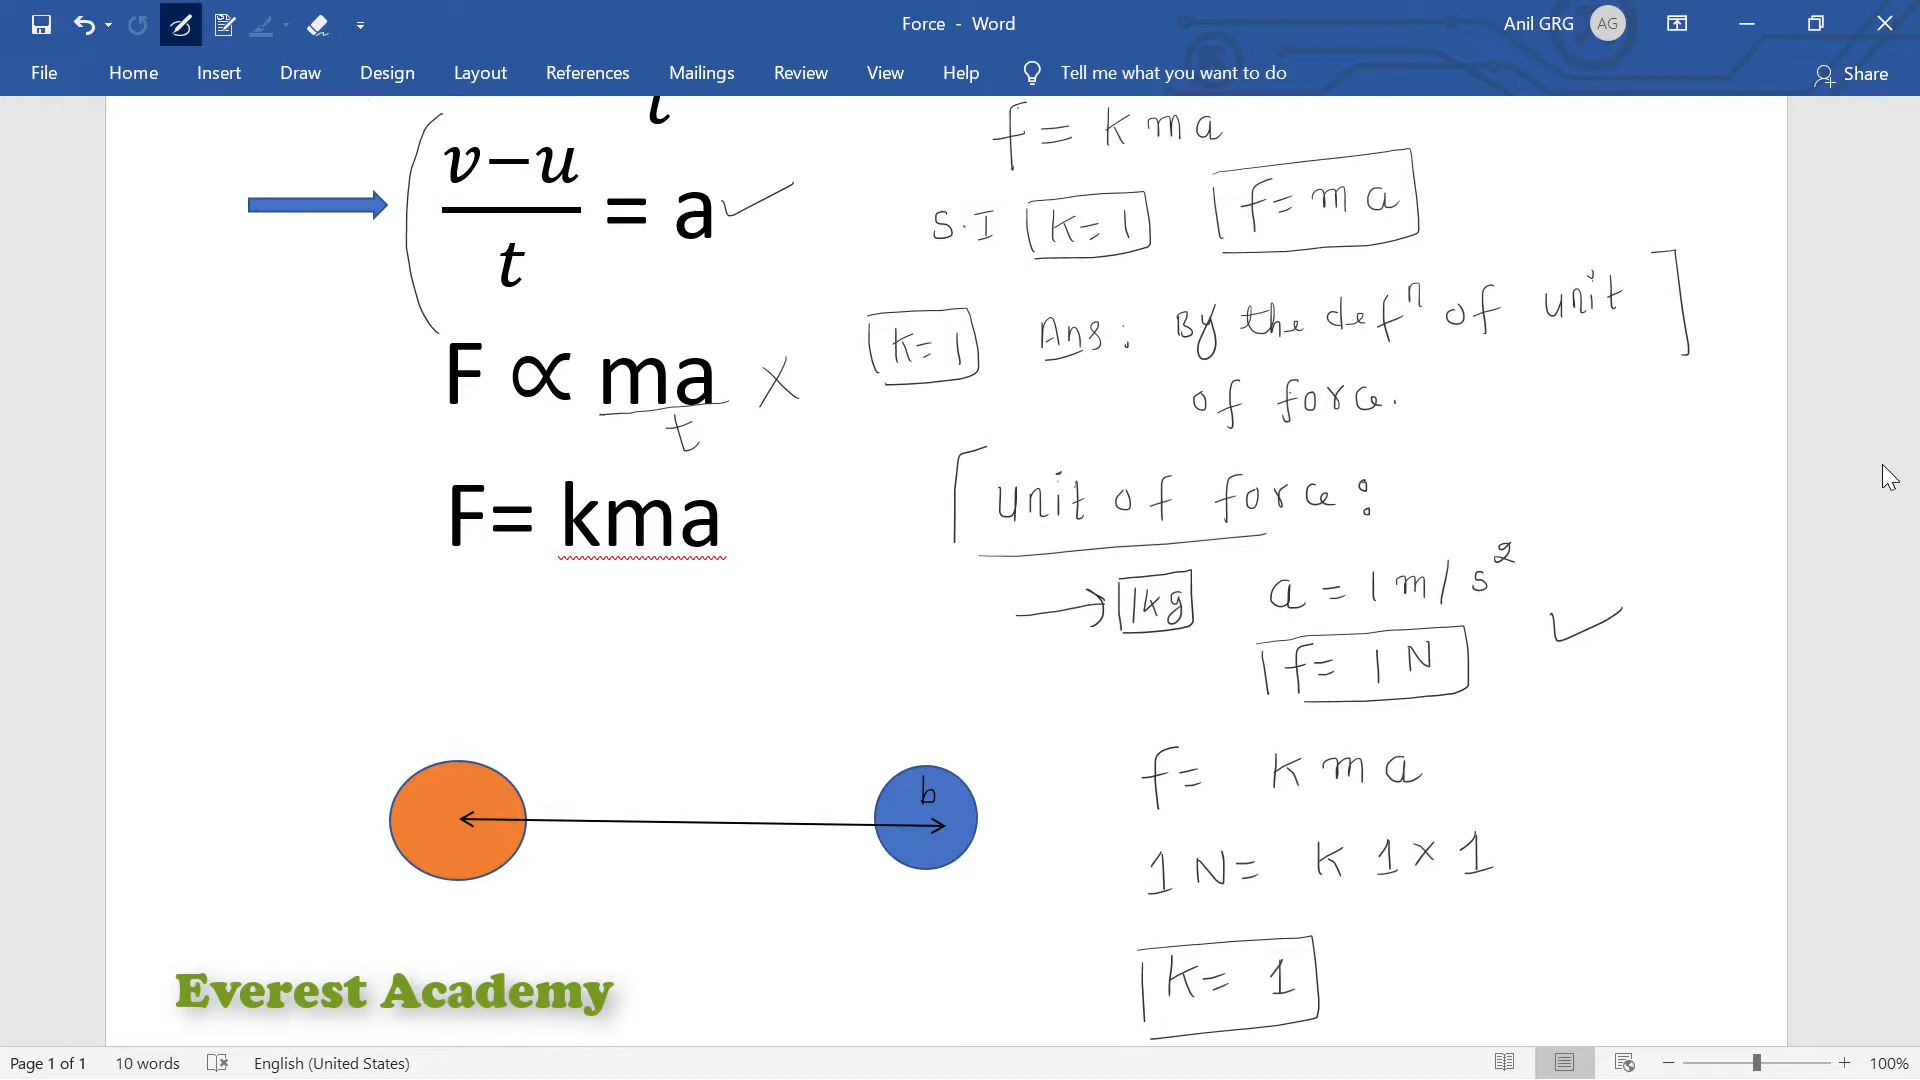 Force - Word
Anil GRG
AG
File Home Insert Draw Design Layout References Mailings Review View Help Tell me what you want to do
Share
t
v−u
= a
t
F ∝ ma
t
F= kma
f = k m a
S.I k= 1 f= m a
k= 1 Ans: By the defⁿ of unit
of force.
unit of force:
1kg a = 1 m/s²
f= 1 N
f= k m a
1 N= k 1 x 1
k= 1
b
Everest Academy
Page 1 of 1 10 words English (United States)
100%